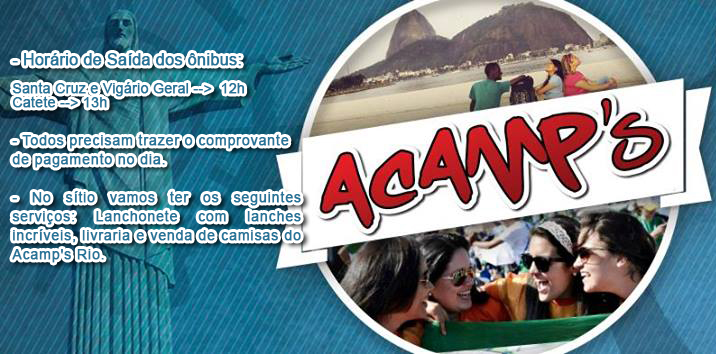 - Horário de Saída dos ônibus:
Santa Cruz e Vigário Geral --> 12h
Catete --> 13h
- Todos precisam trazer o comprovante
de pagamento no dia.
- No sítio vamos ter os seguintes
serviços: Lanchonete com lanches
incríveis, livraria e venda de camisas do
Acamp's Rio.
ACAMP's